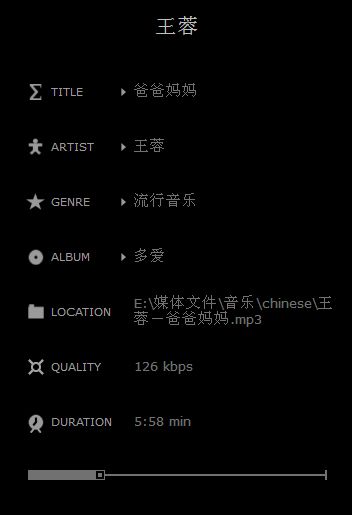 王蓉
TITLE 爸爸妈妈
ARTIST 王蓉
GENRE 流行音乐
ALBUM 多爱
LOCATION E:\媒体文件\音乐\chinese\王
蓉－爸爸妈妈.mp3
QUALITY 126 kbps
DURATION 5:58 min